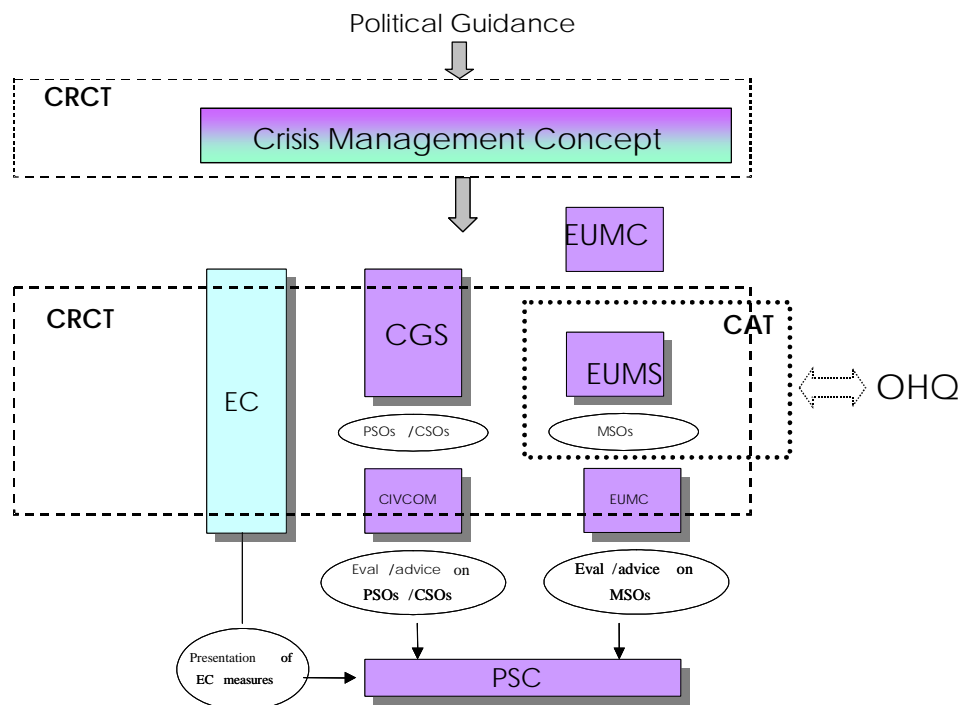 Political Guidance
CRCT
Crisis Management Concept
EUMC
CRCT
CAT
CGS
EUMS
OHQ
EC
PSOs /CSOs
MSOs
CIVCOM
EUMC
Eval /advice on
PSOs /CSOs
Eval /advice on
MSOs
Presentation of
EC measures
PSC